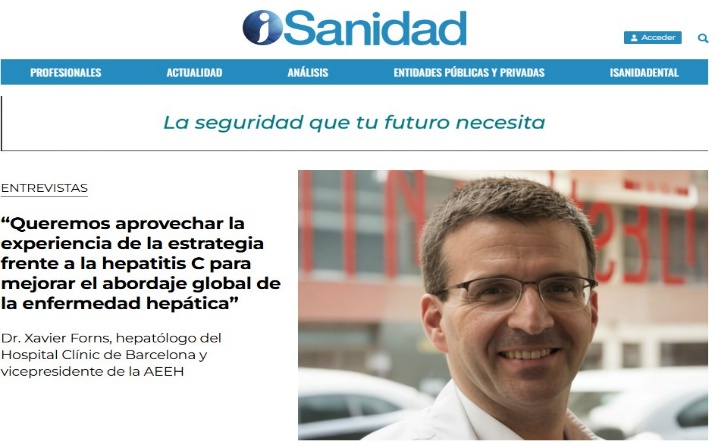 iSanidad
Acceder
PROFESIONALES
ACTUALIDAD
ANÁLISIS
ENTIDADES PÚBLICAS Y PRIVADAS
ISANIDADENTAL
La seguridad que tu futuro necesita
ENTREVISTAS
“Queremos aprovechar la
experiencia de la estrategia
frente a la hepatitis C para
mejorar el abordaje global de
la enfermedad hepática”
Dr. Xavier Forns, hepatólogo del
Hospital Clínic de Barcelona y
vicepresidente de la AEEH